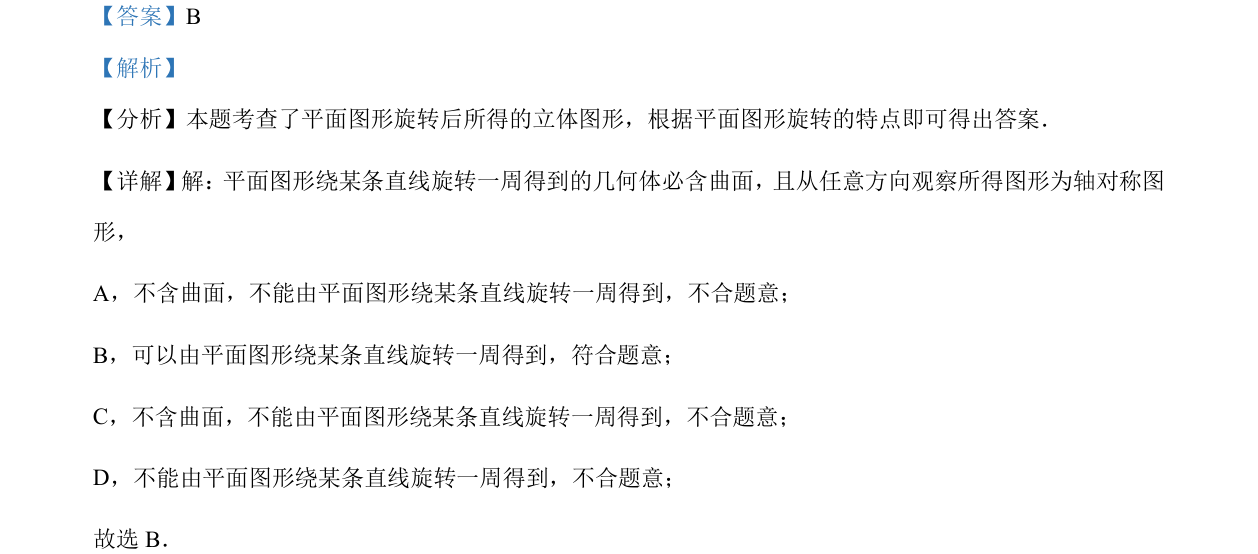 【答案】B
【解析】
【分析】本题考查了平面图形旋转后所得的立体图形，根据平面图形旋转的特点即可得出答案．
【详解】解：平面图形绕某条直线旋转一周得到的几何体必含曲面，且从任意方向观察所得图形为轴对称图
形，
A，不含曲面，不能由平面图形绕某条直线旋转一周得到，不合题意；
B，可以由平面图形绕某条直线旋转一周得到，符合题意；
C，不含曲面，不能由平面图形绕某条直线旋转一周得到，不合题意；
D，不能由平面图形绕某条直线旋转一周得到，不合题意；
故选 B．